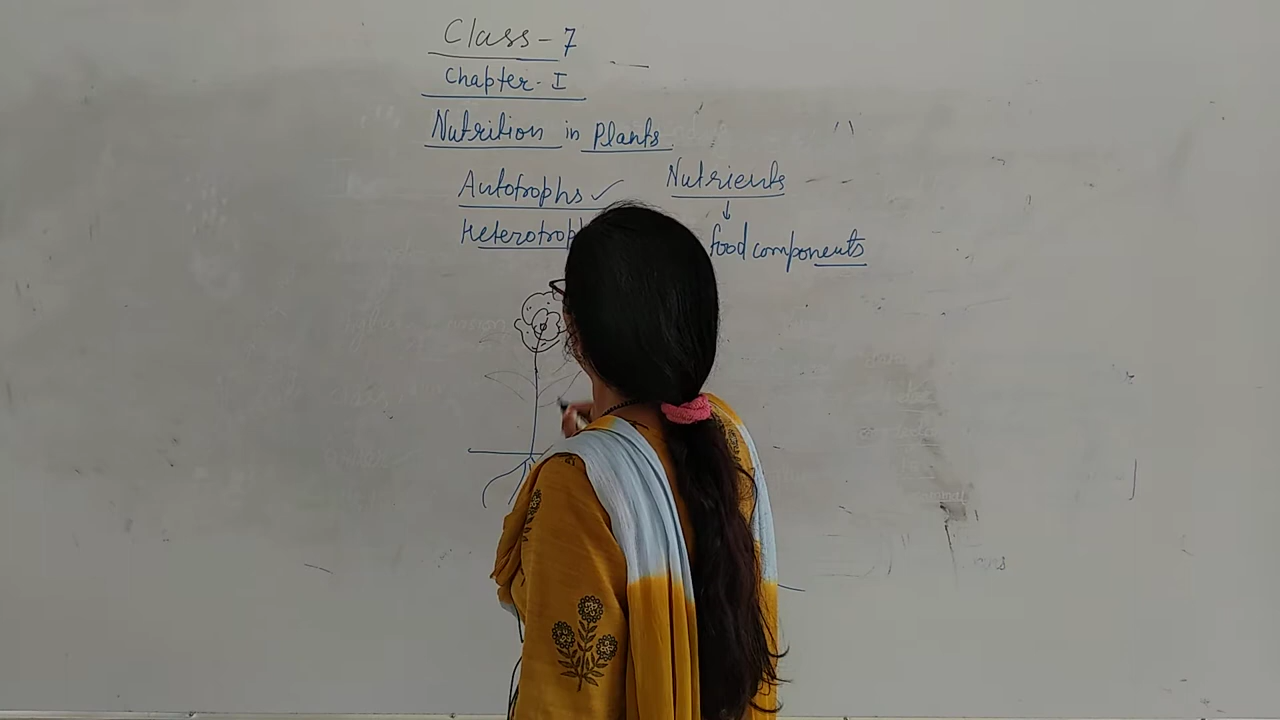 Class-7
Chapter-I
Nutrition in Plants.
Autotrophs ✓
Nutrients
↓
food components